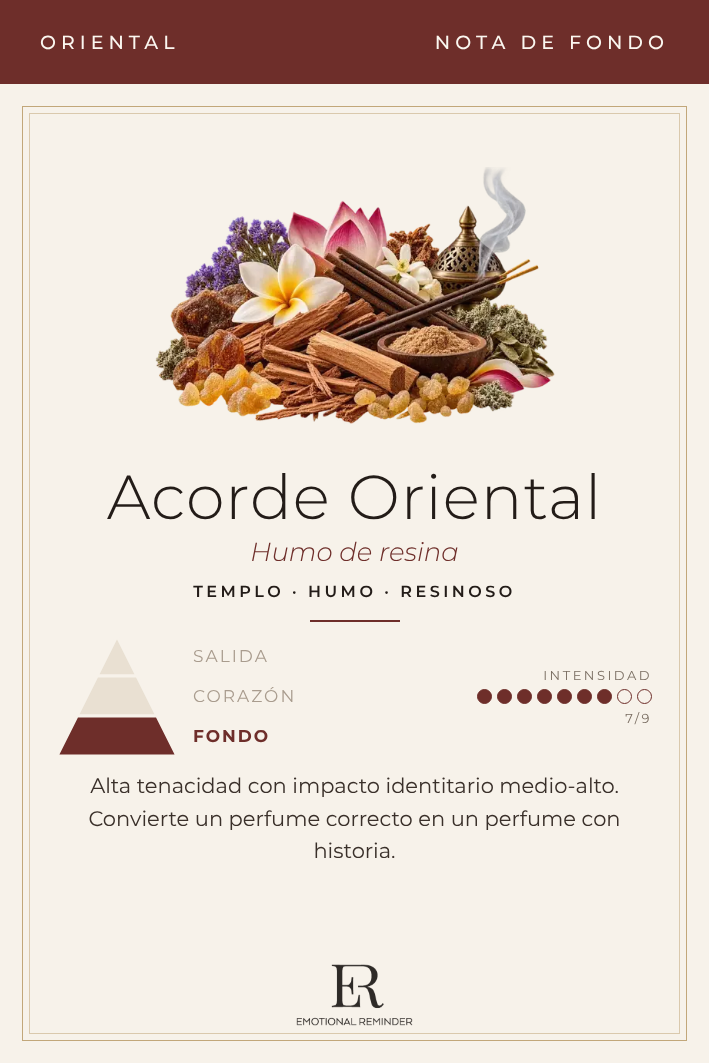 ORIENTAL
NOTA DE FONDO
Acorde Oriental
Humo de resina
TEMPLO · HUMO · RESINOSO
SALIDA
CORAZÓN
FONDO
INTENSIDAD
7/9
Alta tenacidad con impacto identitario medio-alto.
Convierte un perfume correcto en un perfume con
historia.
ER
EMOTIONAL REMINDER